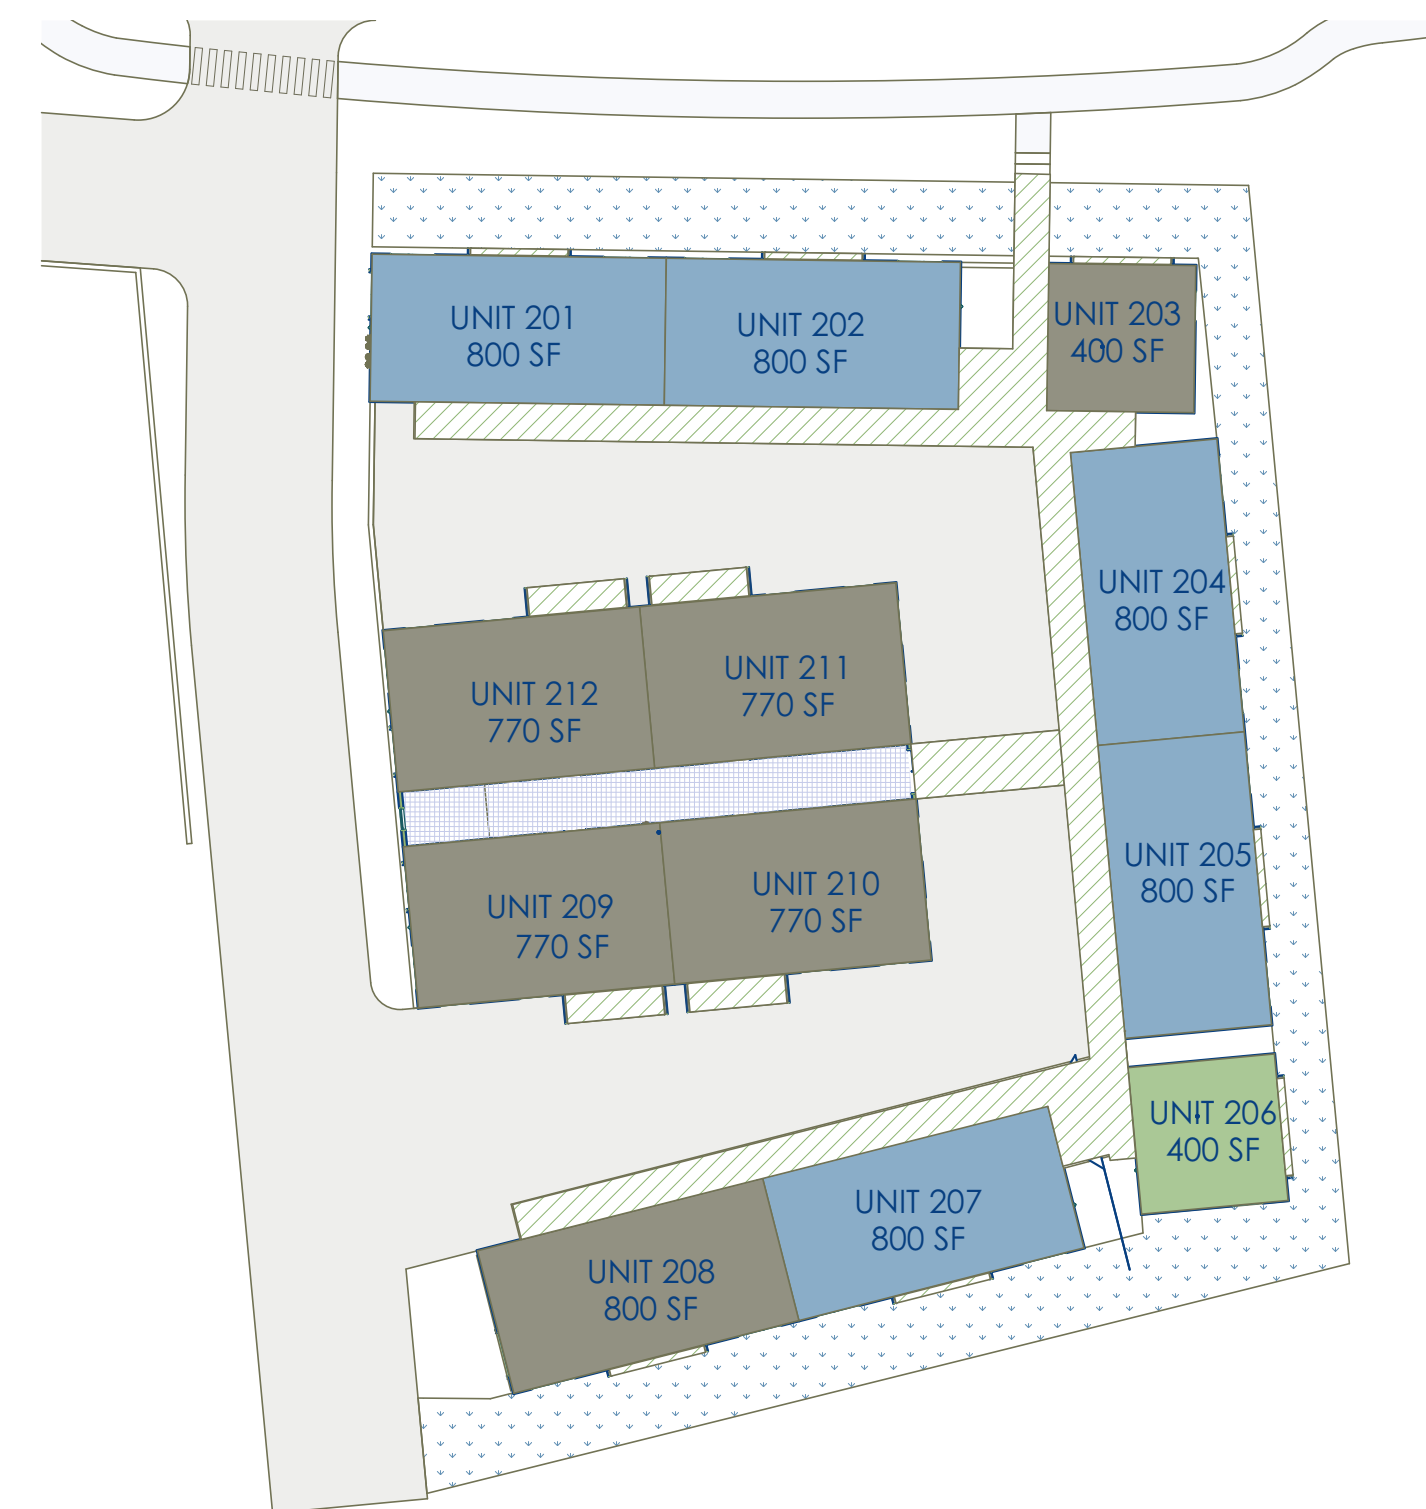 UNIT 201
800 SF
UNIT 202
800 SF
UNIT 203
400 SF
UNIT 204
800 SF
UNIT 212
770 SF
UNIT 211
770 SF
UNIT 205
800 SF
UNIT 209
770 SF
UNIT 210
770 SF
UNIT 206
400 SF
UNIT 207
800 SF
UNIT 208
800 SF